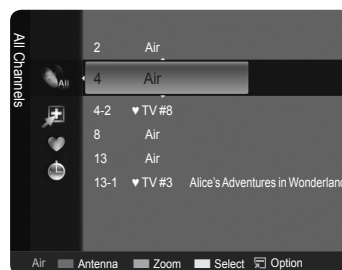 All Channels
2 Air
All
4 Air
4-2 ♥ TV #8
8 Air
13 Air
13-1 ♥ TV #3 Alice's Adventures in Wonderland
Air Antenna Zoom Select Option